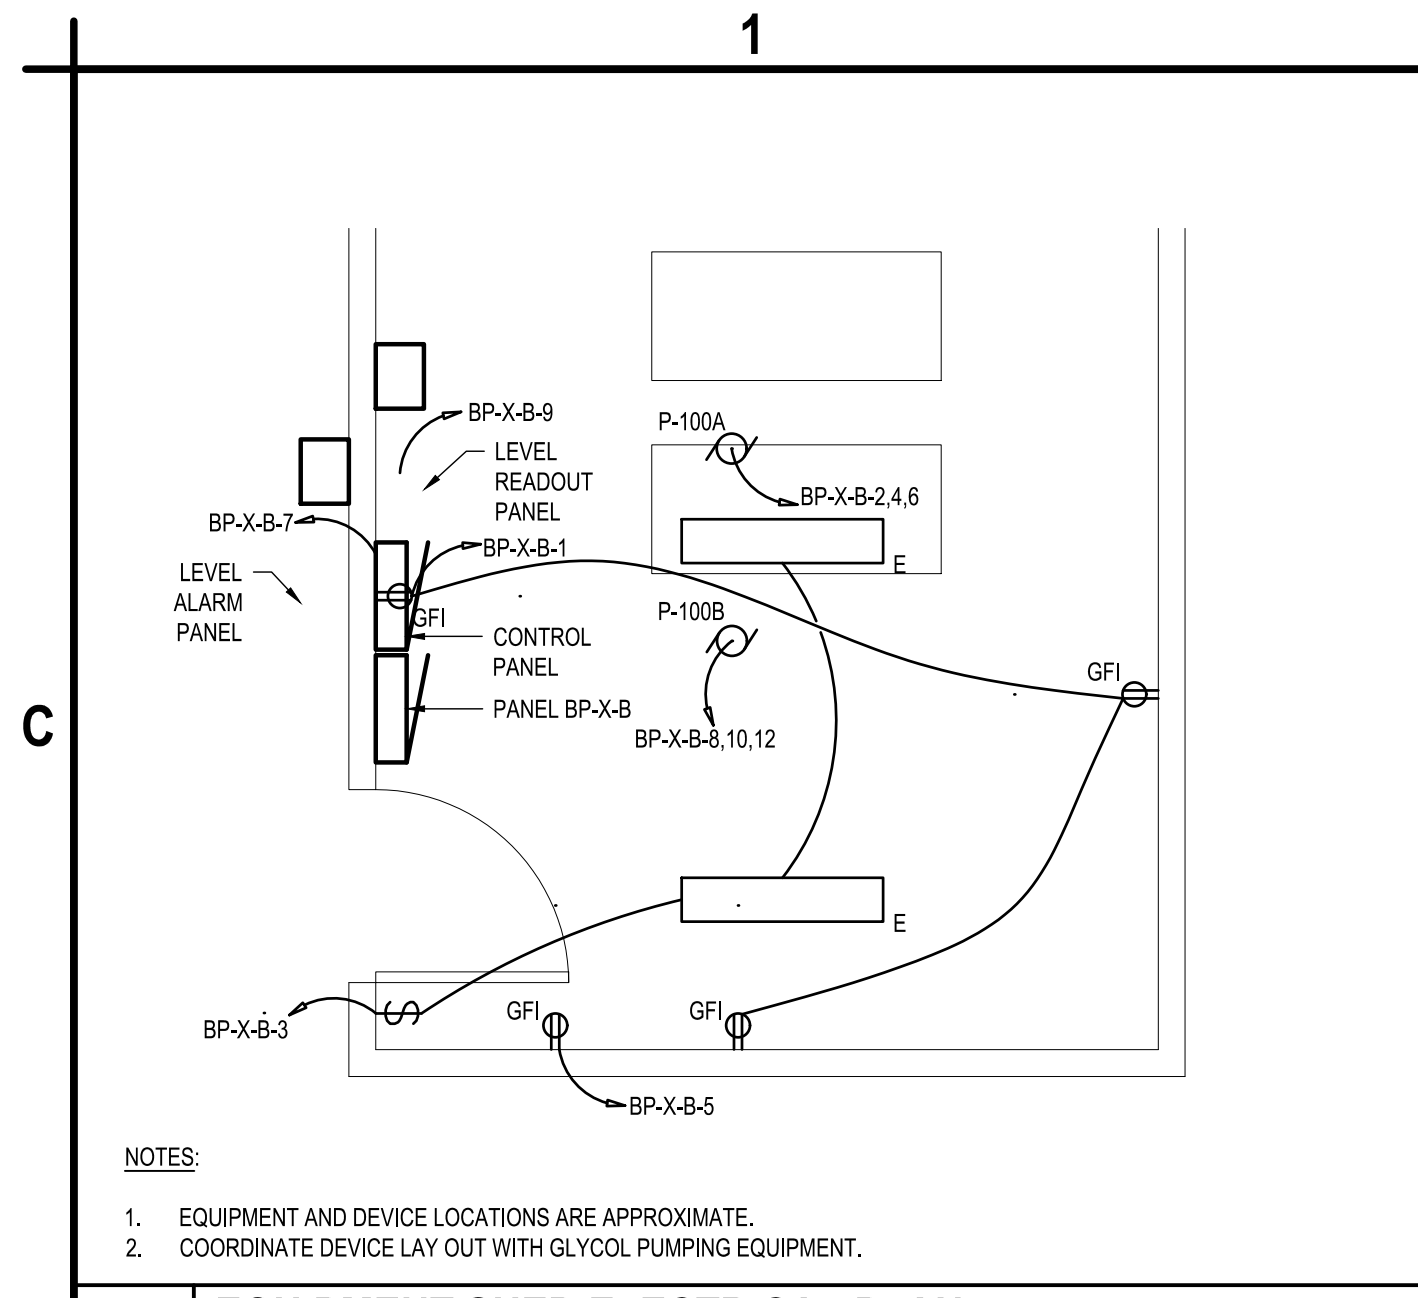 1
BP-X-B-9
P-100A
LEVEL
READOUT
PANEL
BP-X-B-2,4,6
BP-X-B-7
BP-X-B-1
E
LEVEL
ALARM
PANEL
GFI
P-100B
CONTROL
PANEL
GFI
PANEL BP-X-B
C
BP-X-B-8,10,12
E
GFI
GFI
BP-X-B-3
BP-X-B-5
NOTES:
1. EQUIPMENT AND DEVICE LOCATIONS ARE APPROXIMATE.
2. COORDINATE DEVICE LAY OUT WITH GLYCOL PUMPING EQUIPMENT.